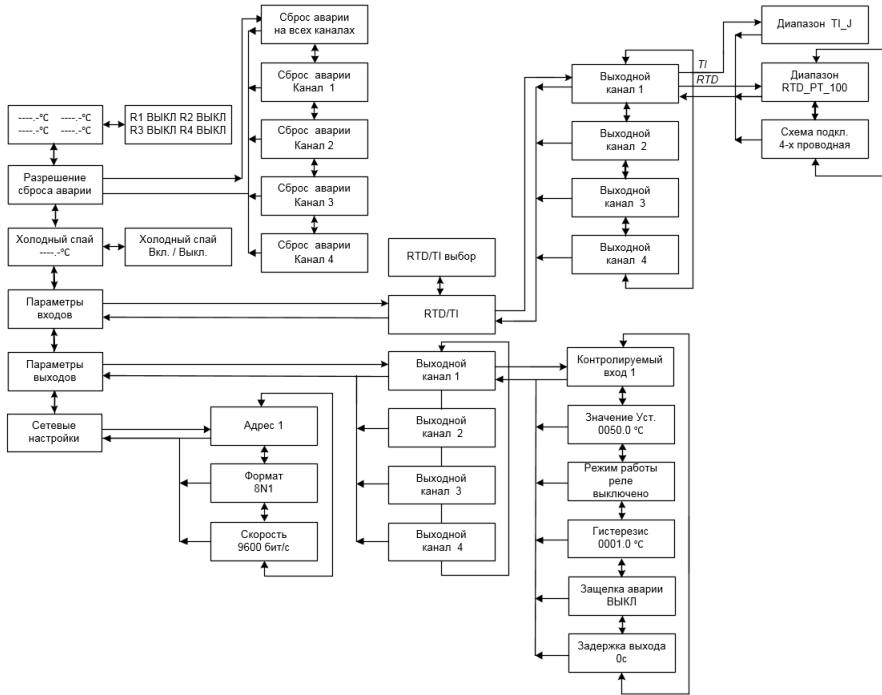 Сброс аварии
на всех каналах
Сброс аварии
Канал 1
Сброс аварии
Канал 2
Сброс аварии
Канал 3
Сброс аварии
Канал 4
----.-°C ----.-°C
----.-°C ----.-°C
R1 ВЫКЛ R2 ВЫКЛ
R3 ВЫКЛ R4 ВЫКЛ
Разрешение
сброса аварии
Холодный спай
----.-°C
Холодный спай
Вкл. / Выкл.
Параметры
входов
Параметры
выходов
Сетевые
настройки
RTD/TI выбор
RTD/TI
Выходной
канал 1
Выходной
канал 2
Выходной
канал 3
Выходной
канал 4
TI
RTD
Диапазон TI_J
Диапазон
RTD_PT_100
Схема подкл.
4-х проводная
Адрес 1
Формат
8N1
Скорость
9600 бит/с
Выходной
канал 1
Выходной
канал 2
Выходной
канал 3
Выходной
канал 4
Контролируемый
вход 1
Значение Уст.
0050.0 °C
Режим работы
реле
выключено
Гистерезис
0001.0 °C
Защелка аварии
ВЫКЛ
Задержка выхода
0с